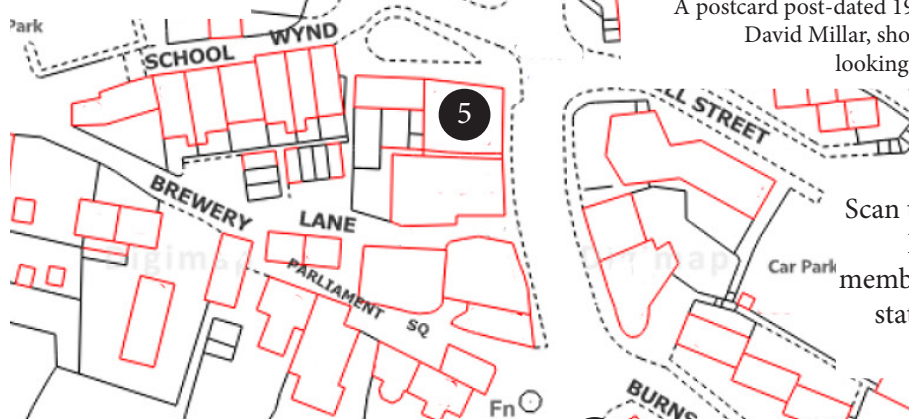 A postcard post-dated 19
David Millar, sho
looking
Park
SCHOOL WYND
5
LL STREET
BREWERY LANE
Scan
Car Park
memb
stat
PARLIAMENT SQ
BURNS
Fn